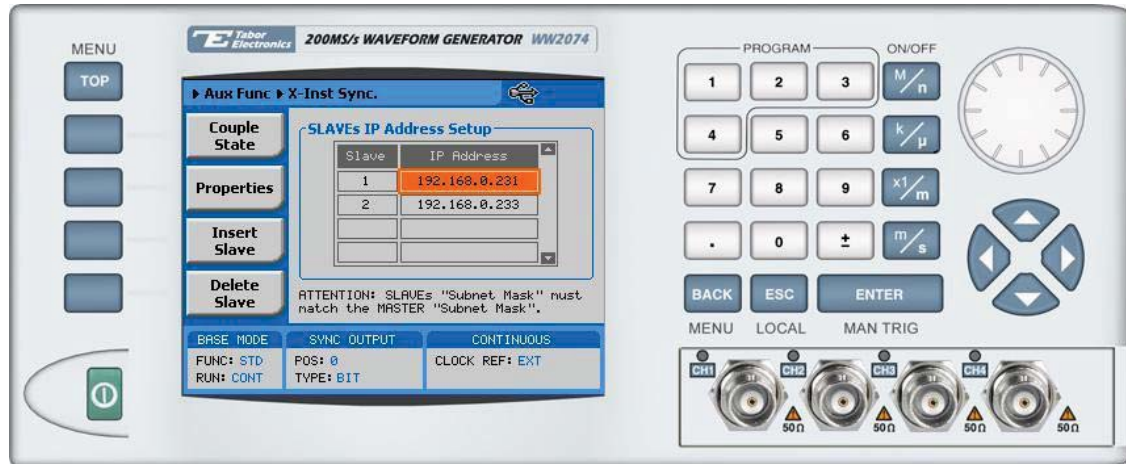 MENU
TOP
Tabor
Electronics
200MS/s WAVEFORM GENERATOR WW2074
Aux Func
X-Inst Sync.
Couple
State
Properties
Insert
Slave
Delete
Slave
SLAVEs IP Address Setup
Slave IP Address
1 192.168.0.231
2 192.168.0.233
ATTENTION: SLAVEs "Subnet Mask" must
match the MASTER "Subnet Mask".
BASE MODE
FUNC: STD
RUN: CONT
SYNC OUTPUT
POS: 0
TYPE: BIT
CONTINUOUS
CLOCK REF: EXT
PROGRAM ON/OFF
1 2 3 M/n
4 5 6 k/µ
7 8 9 x1/m
. 0 ± m/s
BACK ESC ENTER
MENU LOCAL MAN TRIG
CH1 CH2 CH3 CH4
50Ω 50Ω 50Ω 50Ω